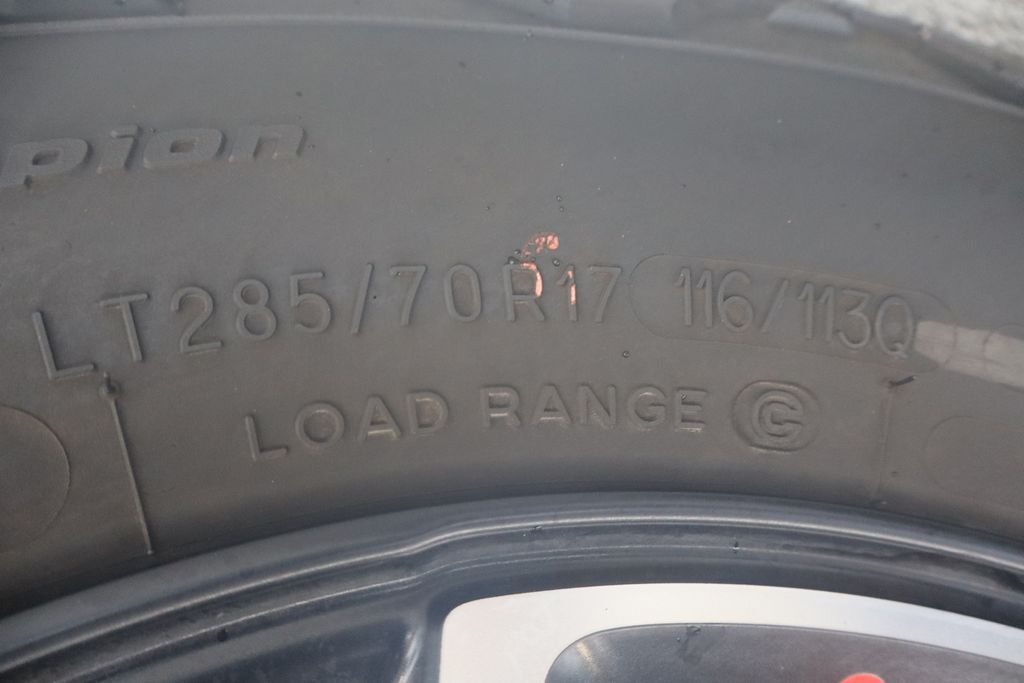 pion
LT285/70R17 116/113Q
LOAD RANGE C